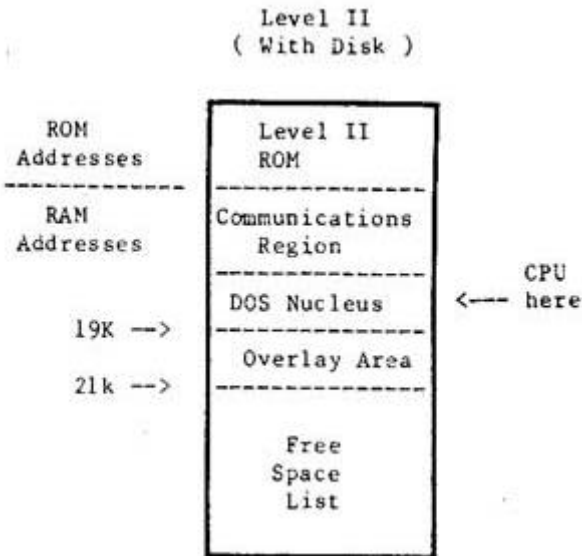 Level II
( With Disk )
ROM
Addresses
Level II
ROM
RAM
Addresses
Communications
Region
DOS Nucleus
<--- CPU
here
19K -->
Overlay Area
21k -->
Free
Space
List